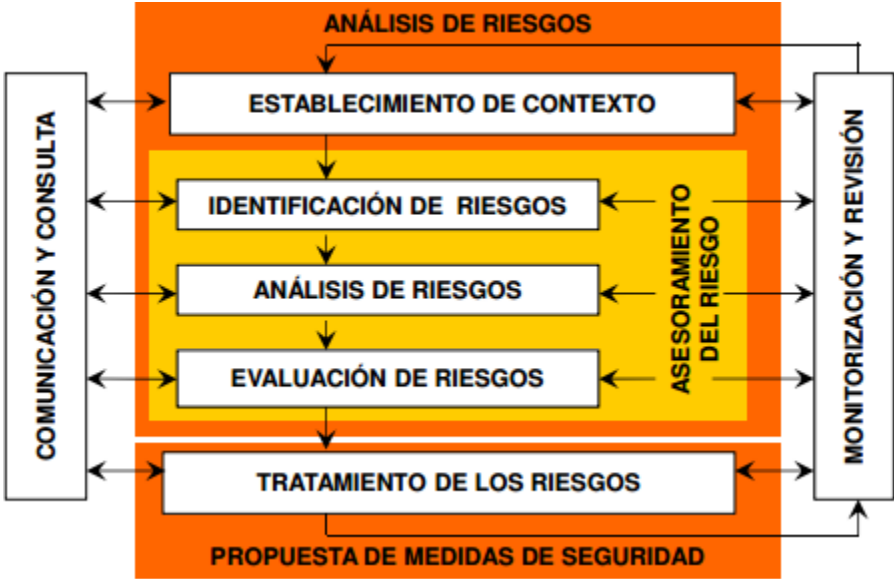 ANÁLISIS DE RIESGOS
COMUNICACIÓN Y CONSULTA
ESTABLECIMIENTO DE CONTEXTO
IDENTIFICACIÓN DE RIESGOS
ANÁLISIS DE RIESGOS
EVALUACIÓN DE RIESGOS
ASESORAMIENTO
DEL RIESGO
MONITORIZACIÓN Y REVISIÓN
TRATAMIENTO DE LOS RIESGOS
PROPUESTA DE MEDIDAS DE SEGURIDAD